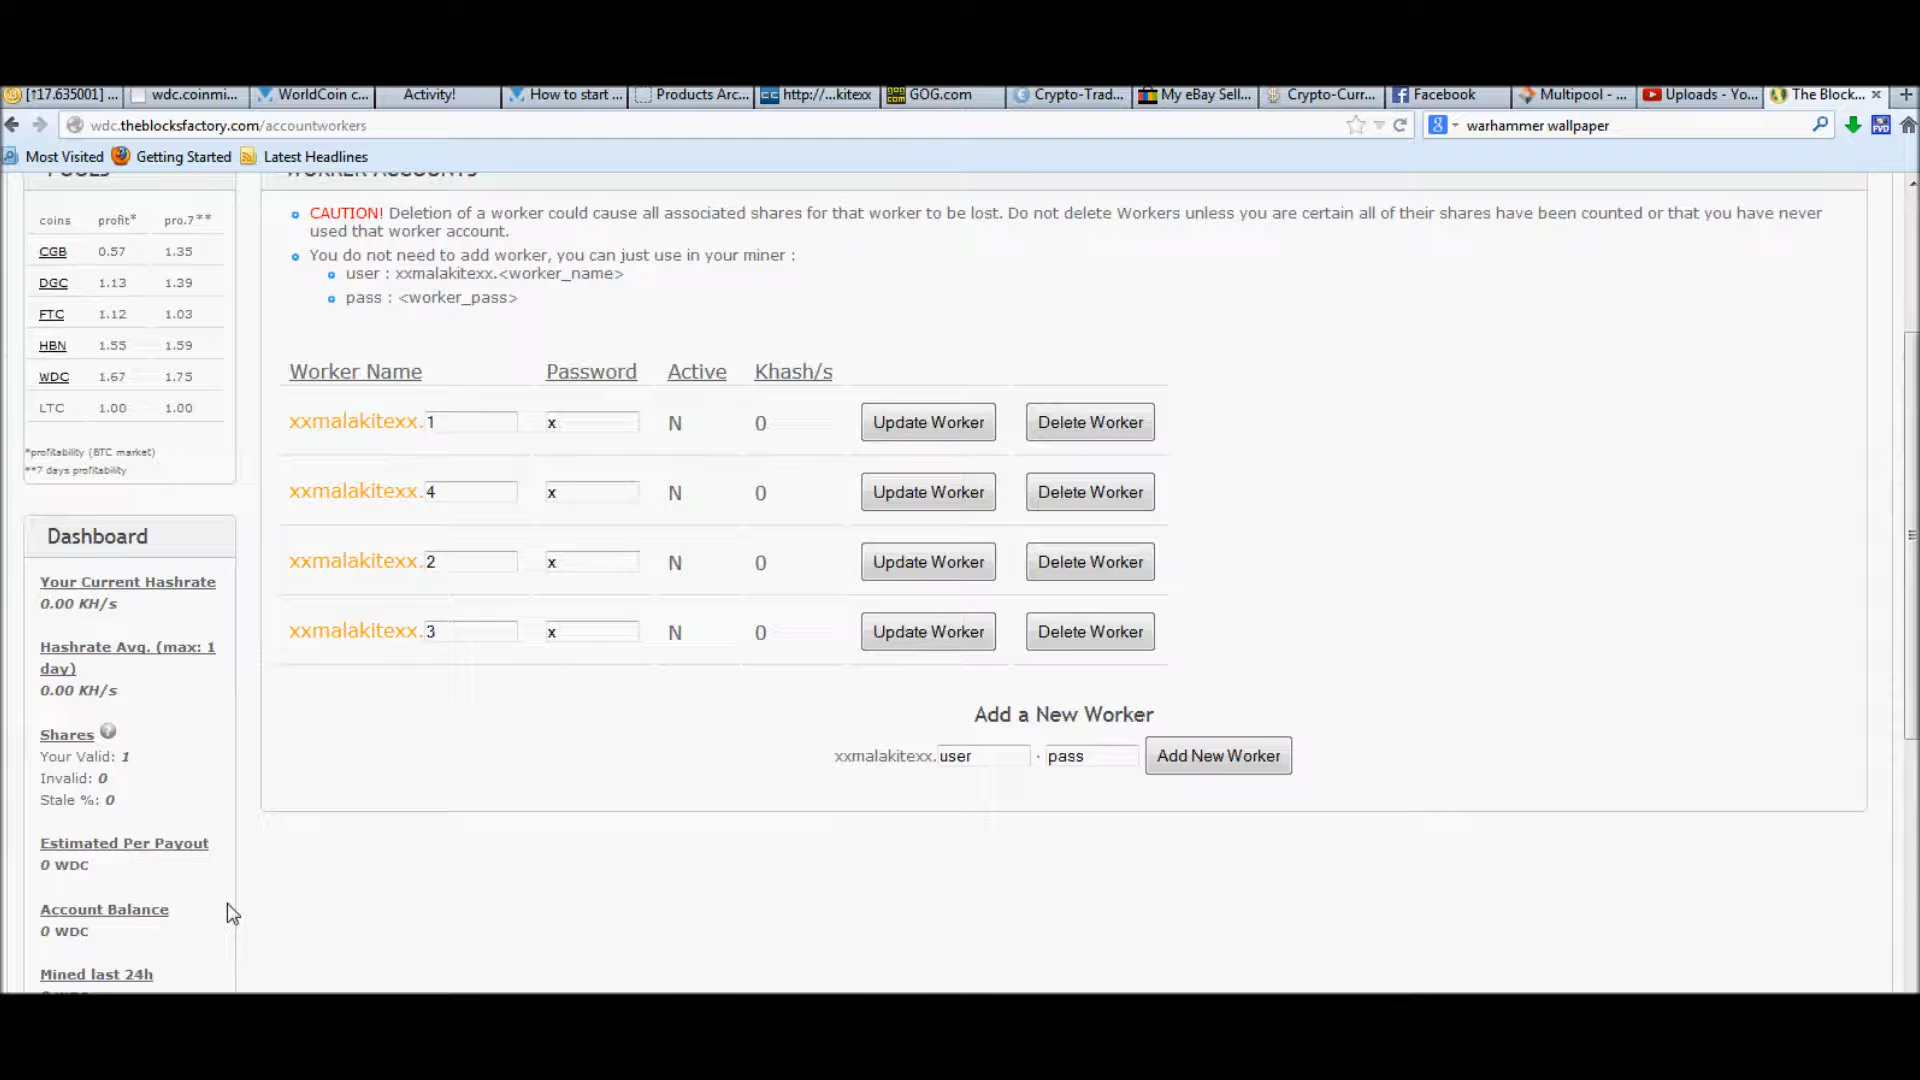 [↑17.635001] ...
wdc.coinmi...
WorldCoin c...
Activity!
How to start ...
Products Arc...
http://...kitexx
GOG.com
Crypto-Trad...
My eBay Sell...
Crypto-Curr...
Facebook
Multipool - ...
Uploads - Yo...
The Block...
wdc.theblocksfactory.com/accountworkers
warhammer wallpaper
Most Visited
Getting Started
Latest Headlines
POOLS
coins profit* pro.7**
CGB 0.57 1.35
DGC 1.13 1.39
FTC 1.12 1.03
HBN 1.55 1.59
WDC 1.67 1.75
LTC 1.00 1.00
*profitability (BTC market)
**7 days profitability
Dashboard
Your Current Hashrate
0.00 KH/s
Hashrate Avg. (max: 1
day)
0.00 KH/s
Shares
Your Valid: 1
Invalid: 0
Stale %: 0
Estimated Per Payout
0 WDC
Account Balance
0 WDC
Mined last 24h
WORKER ACCOUNTS
CAUTION! Deletion of a worker could cause all associated shares for that worker to be lost. Do not delete Workers unless you are certain all of their shares have been counted or that you have never
used that worker account.
You do not need to add worker, you can just use in your miner :
user : xxmalakitexx.<worker_name>
pass : <worker_pass>
Worker Name Password Active Khash/s
xxmalakitexx.1 x N 0 Update Worker Delete Worker
xxmalakitexx.4 x N 0 Update Worker Delete Worker
xxmalakitexx.2 x N 0 Update Worker Delete Worker
xxmalakitexx.3 x N 0 Update Worker Delete Worker
Add a New Worker
xxmalakitexx.user · pass Add New Worker